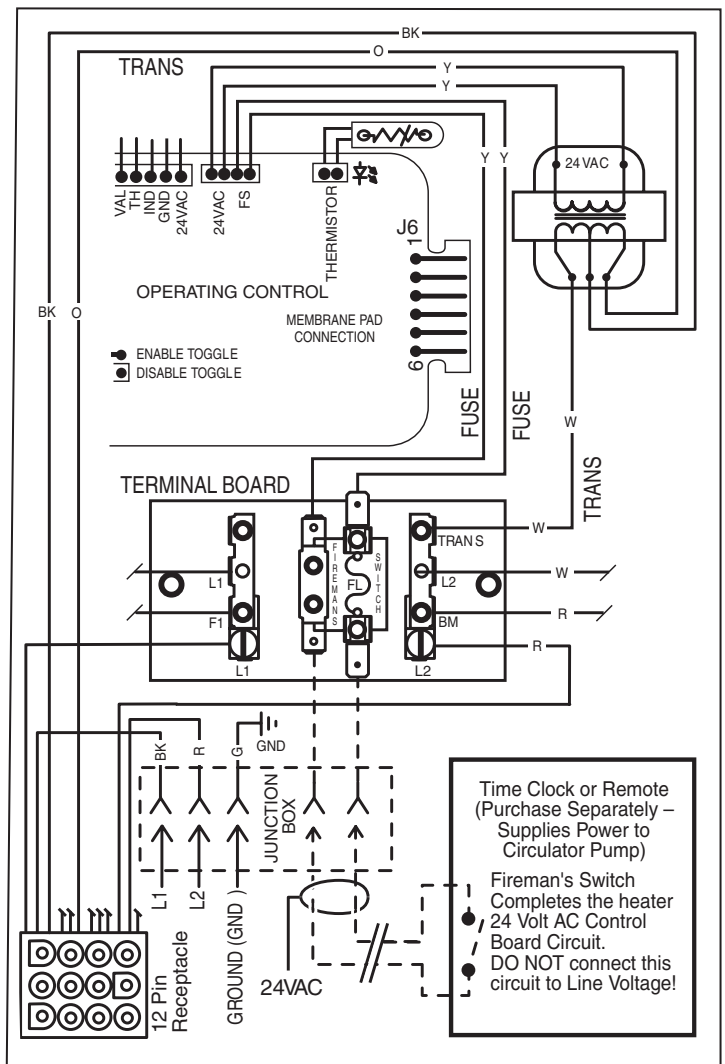 BK
O
TRANS
Y
Y
Y Y
24 VAC
VAL
TH
IND
GND
24VAC
24VAC
FS
THERMISTOR
J6
1
OPERATING CONTROL
BK
O
MEMBRANE PAD
CONNECTION
ENABLE TOGGLE
DISABLE TOGGLE
6
FUSE
FUSE
W
TRANS
TERMINAL BOARD
FIREMANS
SWITCH
FL
TRANS
W
L1
L2
W
F1
BM
R
L1
L2
R
BK
R
G
GND
JUNCTION
BOX
L1
L2
GROUND (GND )
24VAC
12 Pin
Receptacle
Time Clock or Remote
(Purchase Separately –
Supplies Power to
Circulator Pump)
Fireman's Switch
Completes the heater
24 Volt AC Control
Board Circuit.
DO NOT connect this
circuit to Line Voltage!